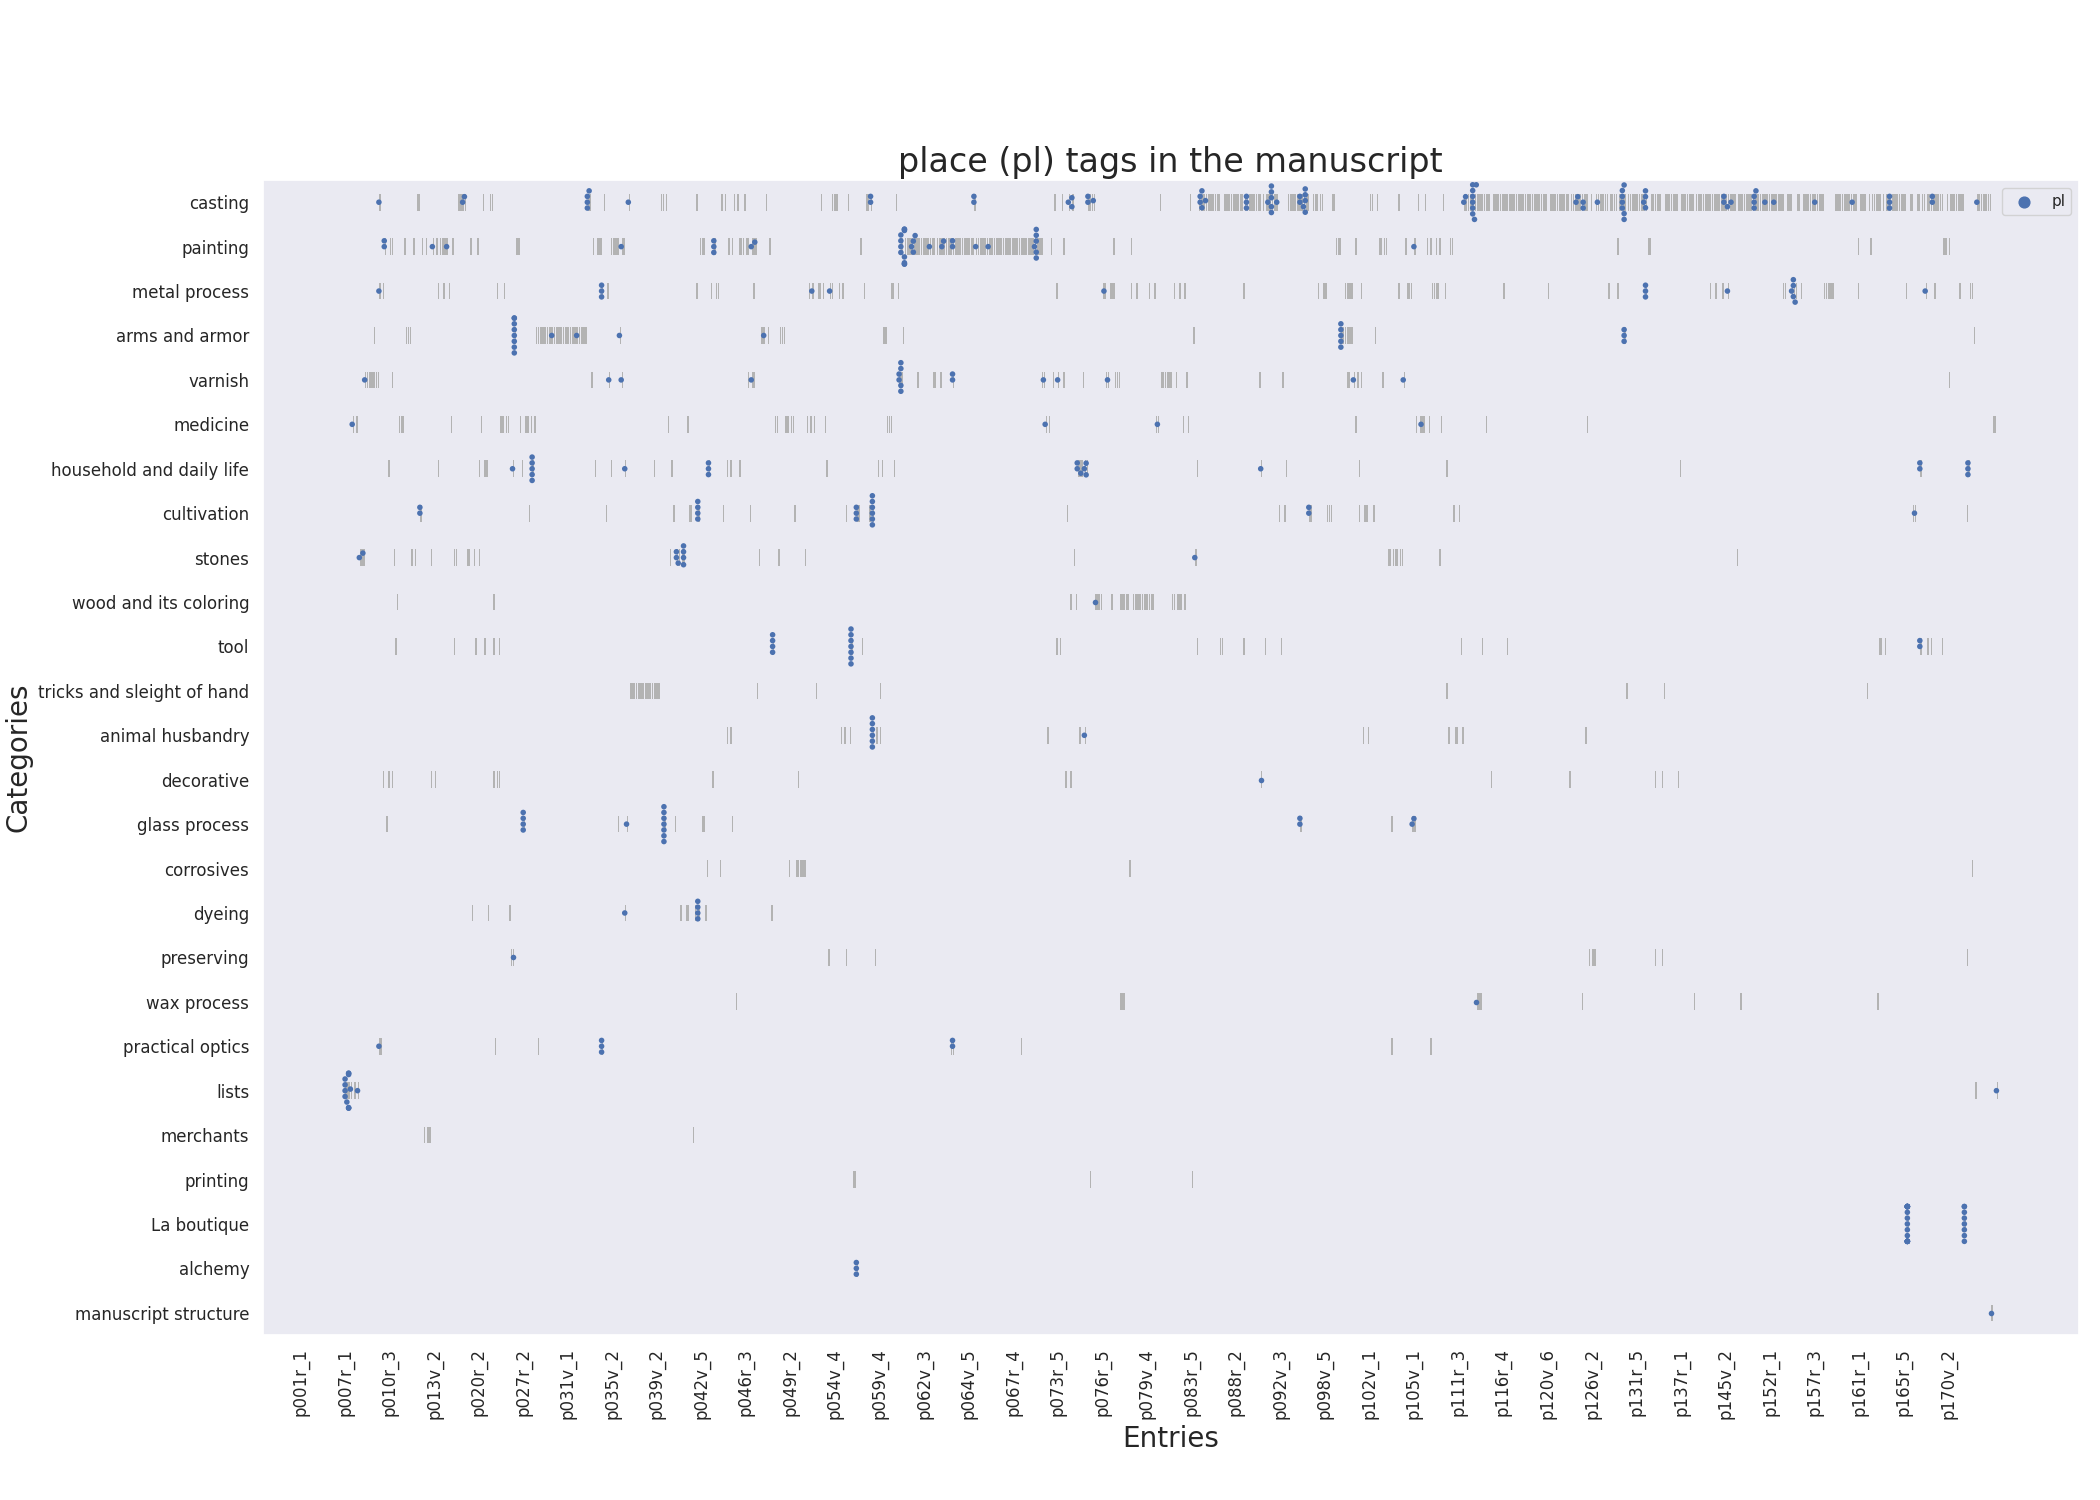 place (pl) tags in the manuscript
pl
Categories
casting
painting
metal process
arms and armor
varnish
medicine
household and daily life
cultivation
stones
wood and its coloring
tool
tricks and sleight of hand
animal husbandry
decorative
glass process
corrosives
dyeing
preserving
wax process
practical optics
lists
merchants
printing
La boutique
alchemy
manuscript structure
p001r_1
p007r_1
p010r_3
p013v_2
p020r_2
p027r_2
p031v_1
p035v_2
p039v_2
p042v_5
p046r_3
p049r_2
p054v_4
p059v_4
p062v_3
p064v_5
p067r_4
p073r_5
p076r_5
p079v_4
p083r_5
p088r_2
p092v_3
p098v_5
p102v_1
p105v_1
p111r_3
p116r_4
p120v_6
p126v_2
p131r_5
p137r_1
p145v_2
p152r_1
p157r_3
p161r_1
p165r_5
p170v_2
Entries